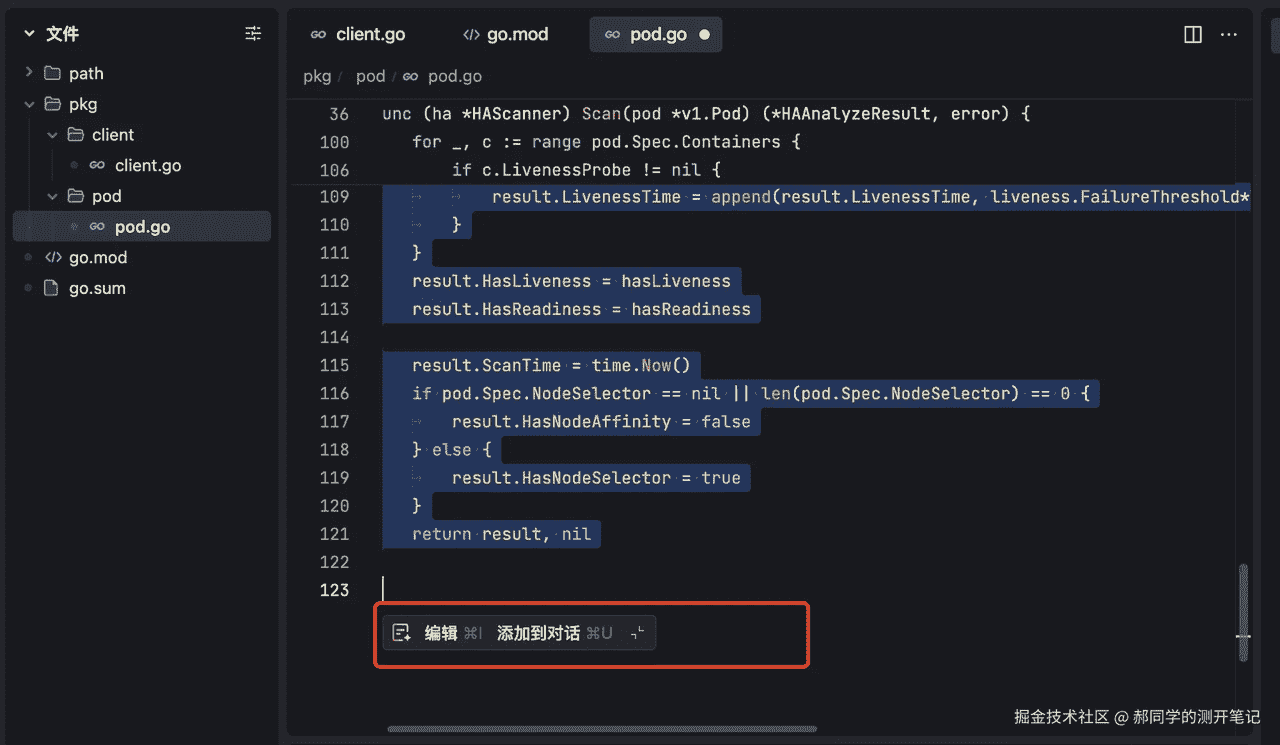 文件
path
pkg
client
client.go
pod
pod.go
go.mod
go.sum
client.go
go.mod
pod.go
pkg / pod / pod.go
36 unc (ha *HAScanner) Scan(pod *v1.Pod) (*HAAnalyzeResult, error) {
100 for _, c := range pod.Spec.Containers {
106 if c.LivenessProbe != nil {
109 result.LivenessTime = append(result.LivenessTime, liveness.FailureThreshold*
110 }
111 }
112 result.HasLiveness = hasLiveness
113 result.HasReadiness = hasReadiness
114
115 result.ScanTime = time.Now()
116 if pod.Spec.NodeSelector == nil || len(pod.Spec.NodeSelector) == 0 {
117 result.HasNodeAffinity = false
118 } else {
119 result.HasNodeSelector = true
120 }
121 return result, nil
122
123
编辑 ⌘I 添加到对话 ⌘U
掘金技术社区 @ 郝同学的测开笔记